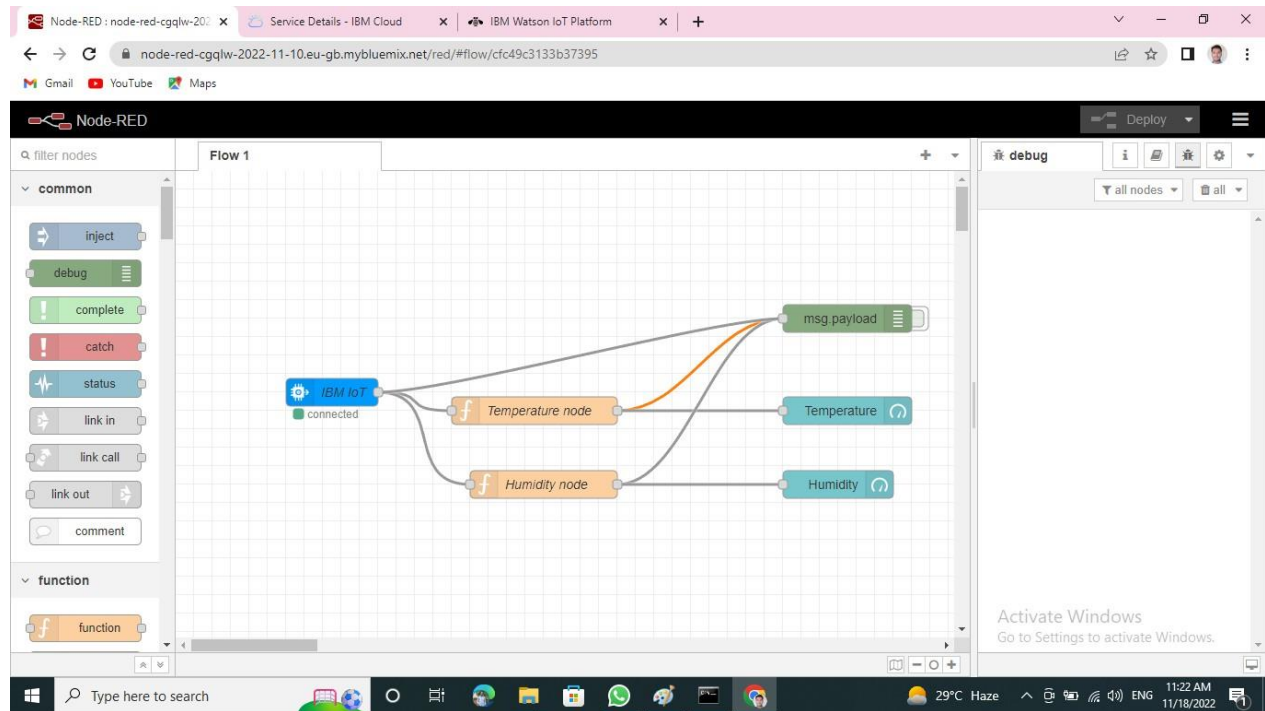 Node-RED : node-red-cgqlw-202
Service Details - IBM Cloud
IBM Watson IoT Platform
node-red-cgqlw-2022-11-10.eu-gb.mybluemix.net/red/#flow/cfc49c3133b37395
Gmail YouTube Maps
Node-RED
Deploy
filter nodes
Flow 1
debug
i
common
all nodes
all
inject
debug
complete
catch
status
link in
link call
link out
comment
function
function
msg.payload
IBM IoT
connected
Temperature node
Temperature
Humidity node
Humidity
Activate Windows
Go to Settings to activate Windows.
Type here to search
29°C Haze
ENG
11:22 AM
11/18/2022
1